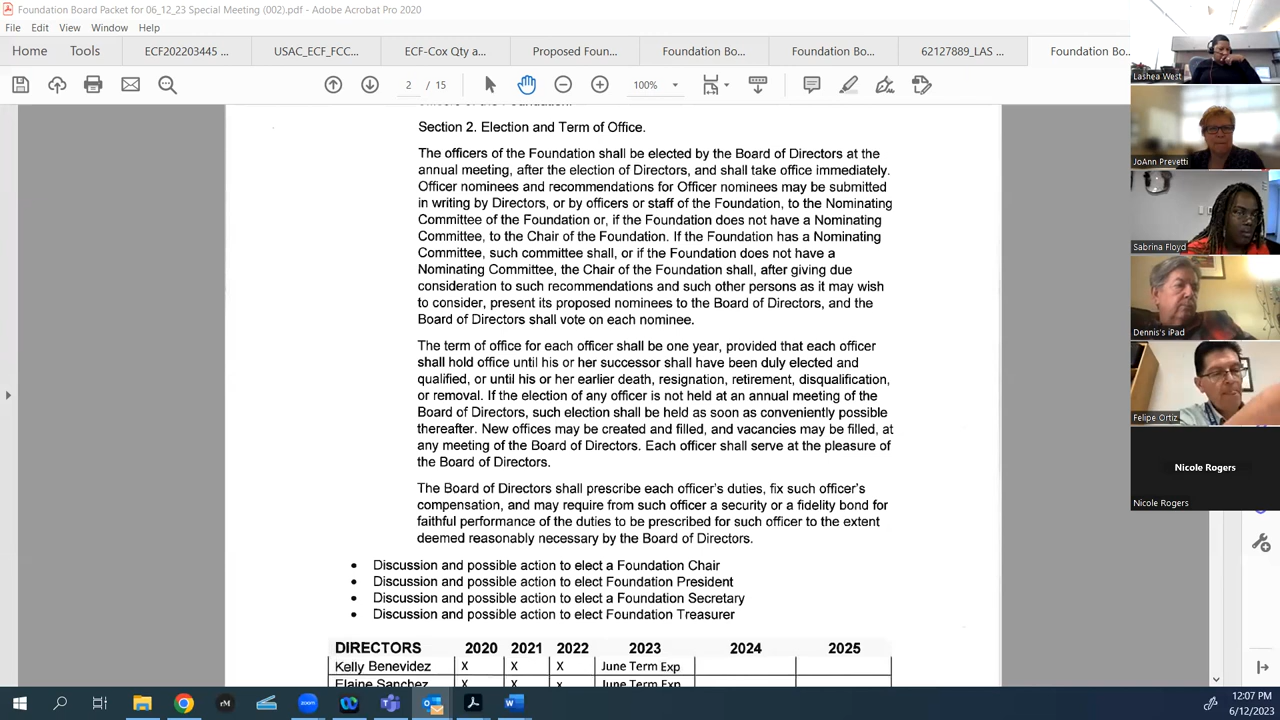 Foundation Board Packet for 06_12_23 Special Meeting (002).pdf - Adobe Acrobat Pro 2020
File Edit View Window Help
Home Tools ECF202203445 ... USAC_ECF_FCC... ECF-Cox Qty a... Proposed Foun... Foundation Bo... Foundation Bo... 62127889_LAS ... Foundation Bo...
2 / 15 100%
Section 2. Election and Term of Office.
The officers of the Foundation shall be elected by the Board of Directors at the
annual meeting, after the election of Directors, and shall take office immediately.
Officer nominees and recommendations for Officer nominees may be submitted
in writing by Directors, or by officers or staff of the Foundation, to the Nominating
Committee of the Foundation or, if the Foundation does not have a Nominating
Committee, to the Chair of the Foundation. If the Foundation has a Nominating
Committee, such committee shall, or if the Foundation does not have a
Nominating Committee, the Chair of the Foundation shall, after giving due
consideration to such recommendations and such other persons as it may wish
to consider, present its proposed nominees to the Board of Directors, and the
Board of Directors shall vote on each nominee.
The term of office for each officer shall be one year, provided that each officer
shall hold office until his or her successor shall have been duly elected and
qualified, or until his or her earlier death, resignation, retirement, disqualification,
or removal. If the election of any officer is not held at an annual meeting of the
Board of Directors, such election shall be held as soon as conveniently possible
thereafter. New offices may be created and filled, and vacancies may be filled, at
any meeting of the Board of Directors. Each officer shall serve at the pleasure of
the Board of Directors.
The Board of Directors shall prescribe each officer's duties, fix such officer's
compensation, and may require from such officer a security or a fidelity bond for
faithful performance of the duties to be prescribed for such officer to the extent
deemed reasonably necessary by the Board of Directors.
• Discussion and possible action to elect a Foundation Chair
• Discussion and possible action to elect Foundation President
• Discussion and possible action to elect a Foundation Secretary
• Discussion and possible action to elect Foundation Treasurer
DIRECTORS 2020 2021 2022 2023 2024 2025
Kelly Benevidez X X X June Term Exp
Elaine Sanchez X X x June Term Exp
Lashea West
JoAnn Prevetti
Sabrina Floyd
Dennis's iPad
Felipe Ortiz
Nicole Rogers
Nicole Rogers
12:07 PM
6/12/2023